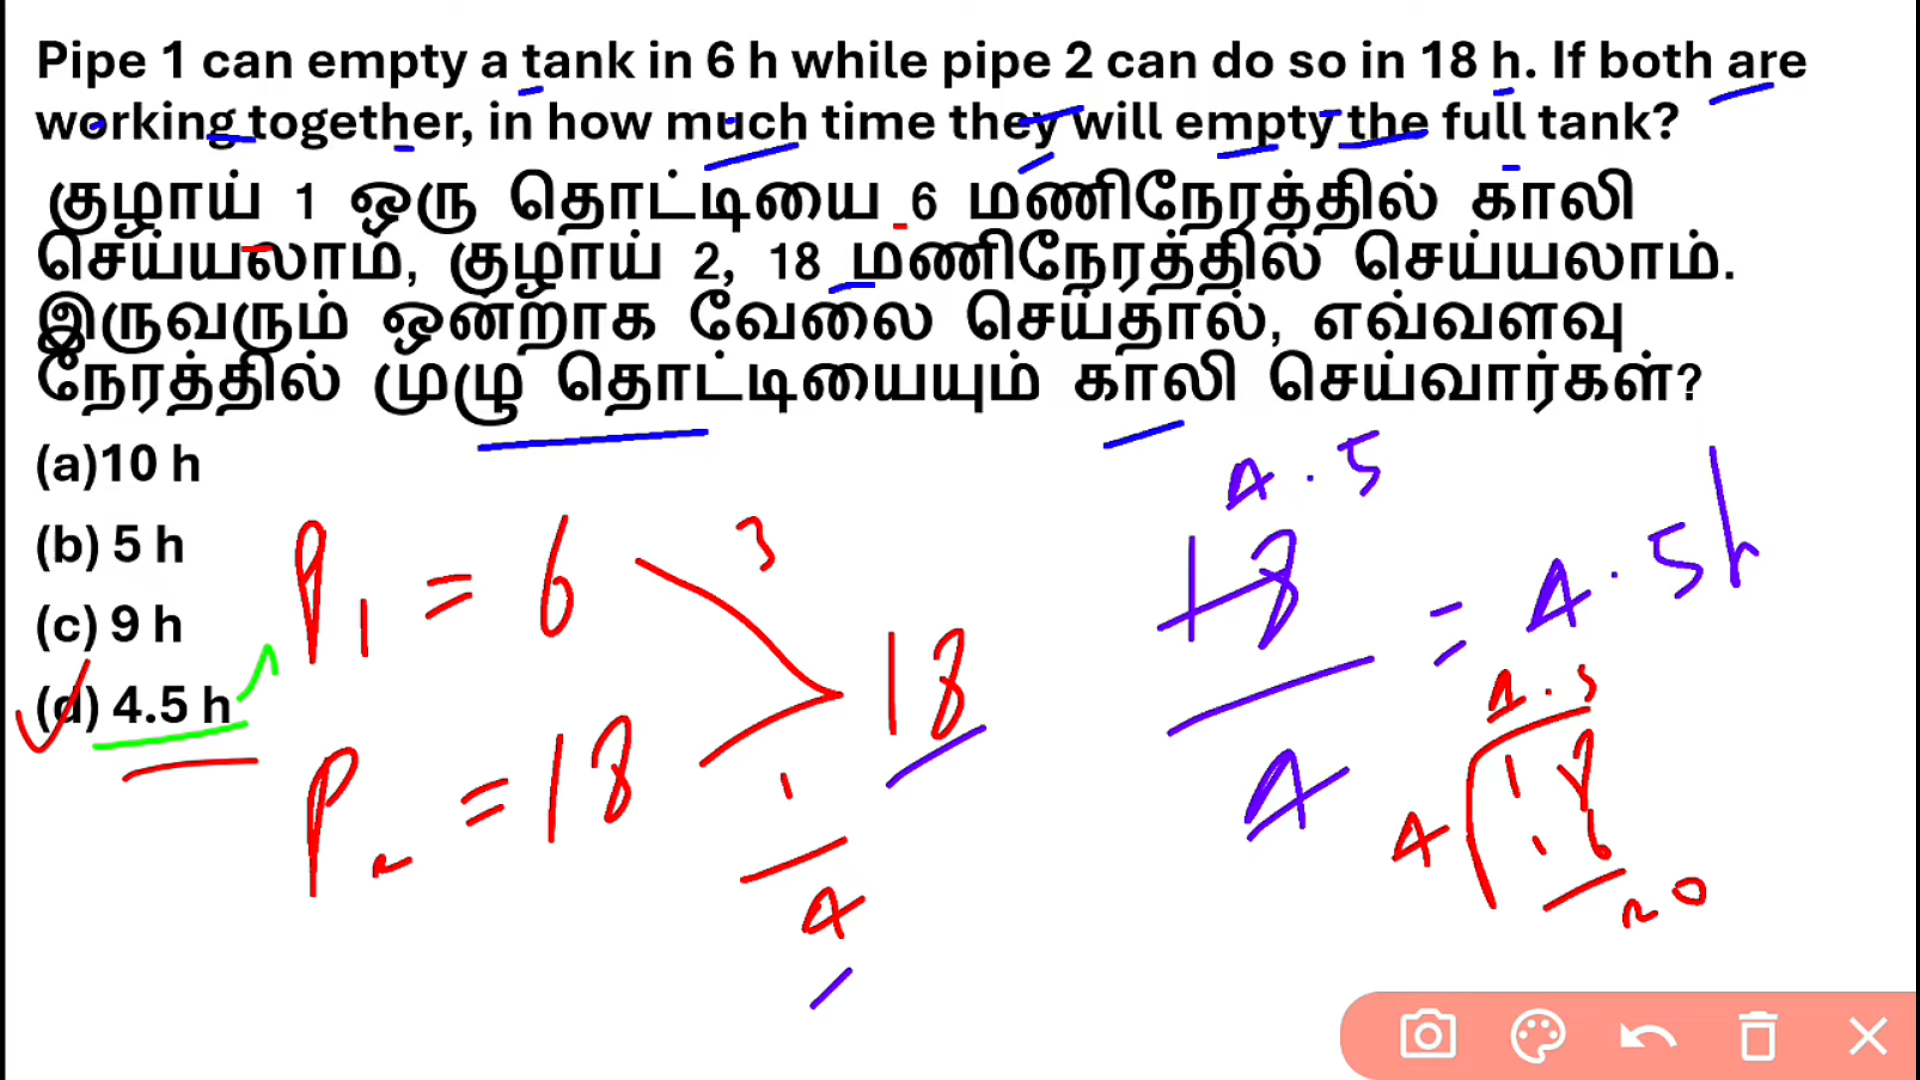 Pipe 1 can empty a tank in 6 h while pipe 2 can do so in 18 h. If both are
working together, in how much time they will empty the full tank?
குழாய் 1 ஒரு தொட்டியை 6 மணிநேரத்தில் காலி
செய்யலாம், குழாய் 2, 18 மணிநேரத்தில் செய்யலாம்.
இருவரும் ஒன்றாக வேலை செய்தால், எவ்வளவு
நேரத்தில் முழு தொட்டியையும் காலி செய்வார்கள்?
(a)10 h
(b) 5 h
(c) 9 h
(d) 4.5 h
P1 = 6
3
18
P2 = 18
1
4
4.5
18
4
= 4.5h
4.5
4
18
16
20